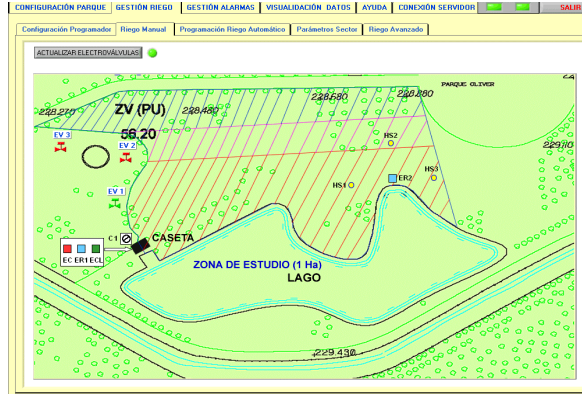 CONFIGURACIÓN PARQUE GESTIÓN RIEGO GESTIÓN ALARMAS VISUALIDACIÓN DATOS AYUDA CONEXIÓN SERVIDOR SALIR
Configuración Programador Riego Manual Programación Riego Automático Parámetros Sector Riego Avanzado
ACTUALIZAR ELECTROVÁLVULAS
PARQUE OLIVER
228.680 228.880
228.270 ZV (PU) 228.480
56.20
EV 3 EV 2 HS2 229.110
HS1 ER2 HS3
EV 1
C1 CASETA
EC ER1 ECL
ZONA DE ESTUDIO (1 Ha)
LAGO
229.430